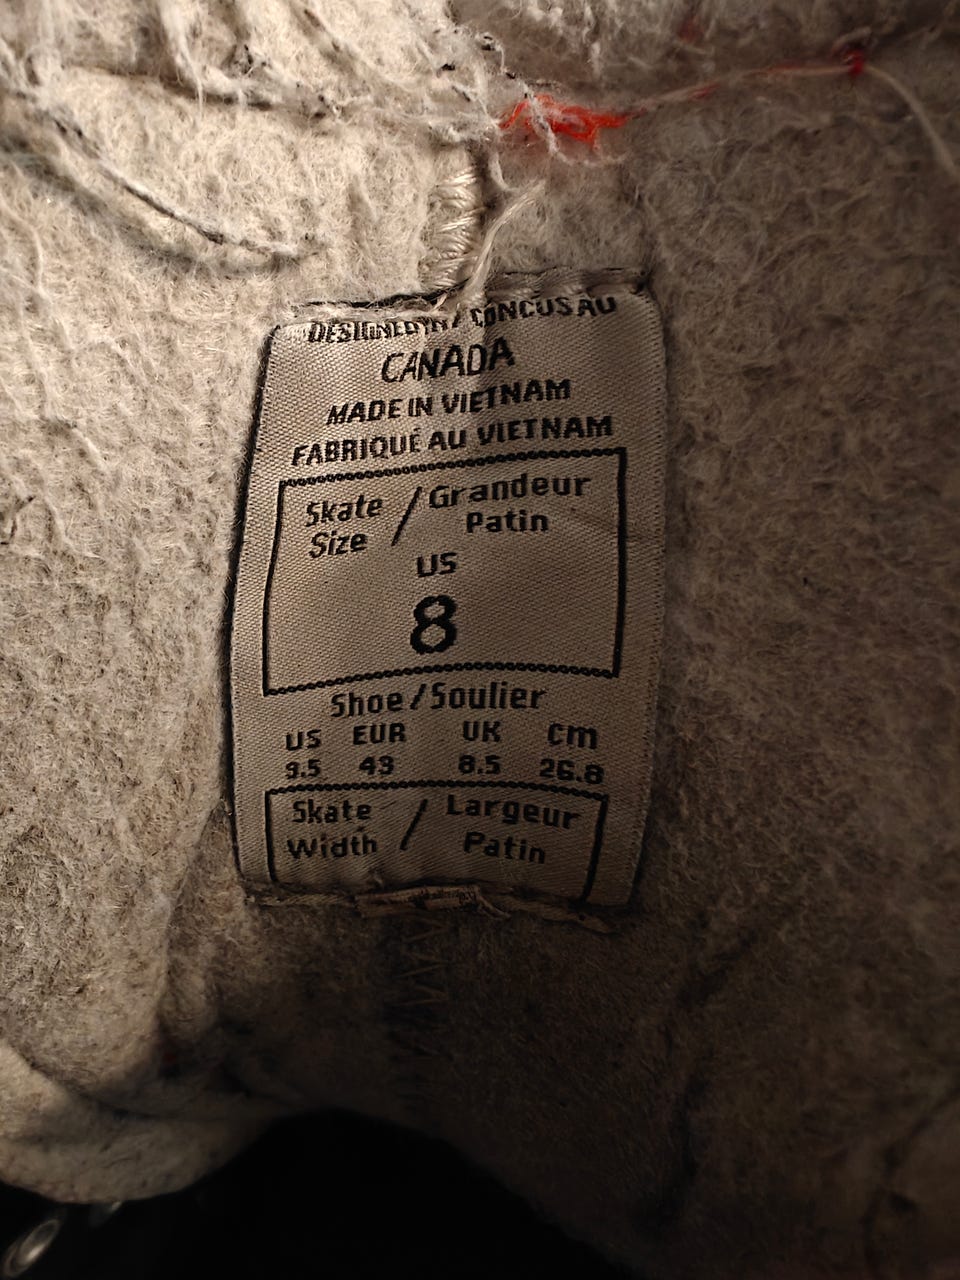 DESIGNED IN / CONCUS AU
CANADA
MADE IN VIETNAM
FABRIQUÉ AU VIETNAM
Skate Size / Grandeur Patin
US
8
Shoe / Soulier
US EUR UK cm
9.5 43 8.5 26.8
Skate Width / Largeur Patin